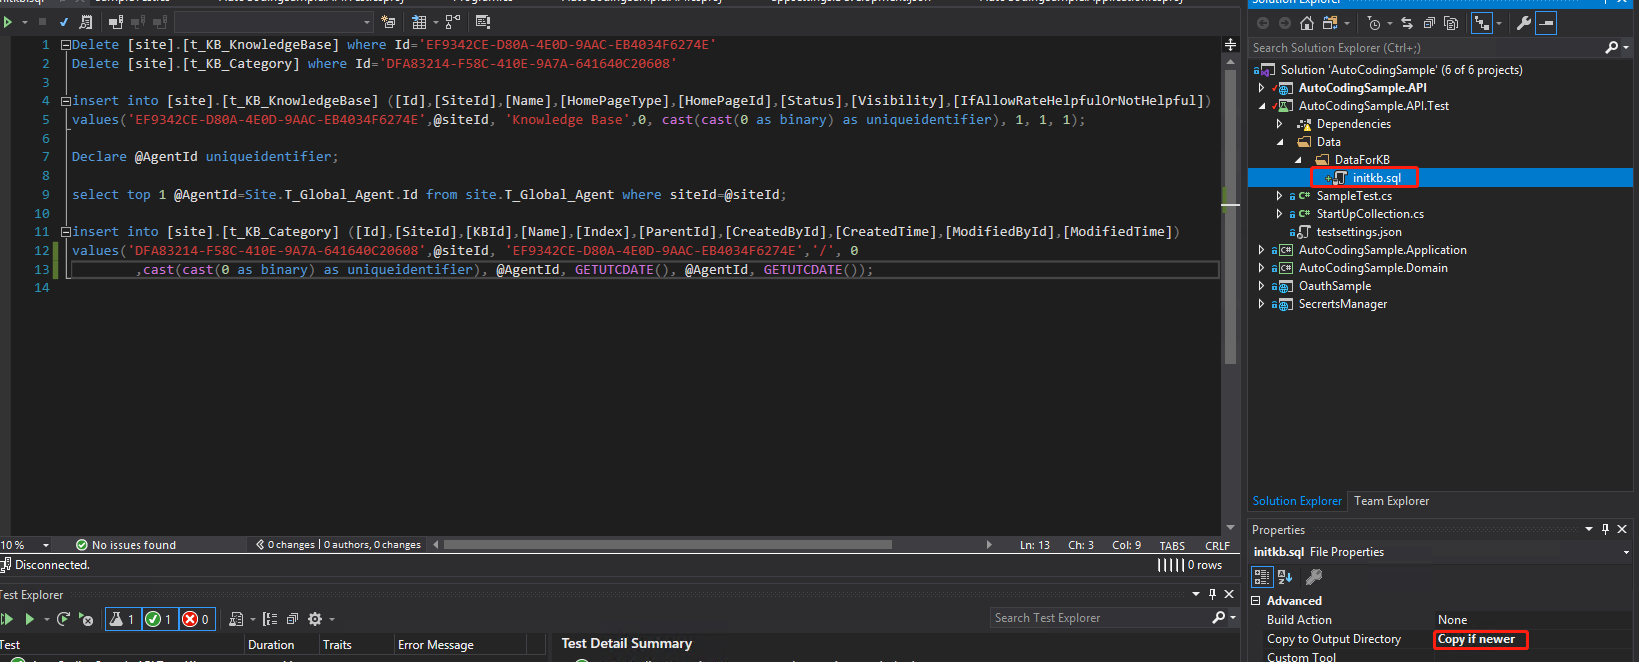 Solution Explorer
10 %
No issues found
0 changes | 0 authors, 0 changes
Ln: 13
Ch: 3
Col: 9
TABS
CRLF
Disconnected.
0 rows
1 Delete [site].[t_KB_KnowledgeBase] where Id='EF9342CE-D80A-4E0D-9AAC-EB4034F6274E'
2 Delete [site].[t_KB_Category] where Id='DFA83214-F58C-410E-9A7A-641640C20608'
3
4 insert into [site].[t_KB_KnowledgeBase] ([Id],[SiteId],[Name],[HomePageType],[HomePageId],[Status],[Visibility],[IfAllowRateHelpfulOrNotHelpful])
5 values('EF9342CE-D80A-4E0D-9AAC-EB4034F6274E',@siteId, 'Knowledge Base',0, cast(cast(0 as binary) as uniqueidentifier), 1, 1, 1);
6
7 Declare @AgentId uniqueidentifier;
8
9 select top 1 @AgentId=Site.T_Global_Agent.Id from site.T_Global_Agent where siteId=@siteId;
10
11 insert into [site].[t_KB_Category] ([Id],[SiteId],[KBId],[Name],[Index],[ParentId],[CreatedById],[CreatedTime],[ModifiedById],[ModifiedTime])
12 values('DFA83214-F58C-410E-9A7A-641640C20608',@siteId, 'EF9342CE-D80A-4E0D-9AAC-EB4034F6274E','/', 0
13 ,cast(cast(0 as binary) as uniqueidentifier), @AgentId, GETUTCDATE(), @AgentId, GETUTCDATE());
14
Test Explorer
1
1
0
Search Test Explorer
Test
Duration
Traits
Error Message
Test Detail Summary
Search Solution Explorer (Ctrl+;)
Solution 'AutoCodingSample' (6 of 6 projects)
AutoCodingSample.API
AutoCodingSample.API.Test
Dependencies
Data
DataForKB
initkb.sql
C# SampleTest.cs
C# StartUpCollection.cs
testsettings.json
C# AutoCodingSample.Application
C# AutoCodingSample.Domain
OauthSample
SecrertsManager
Solution Explorer
Team Explorer
Properties
initkb.sql File Properties
Advanced
Build Action
None
Copy to Output Directory
Copy if newer
Custom Tool